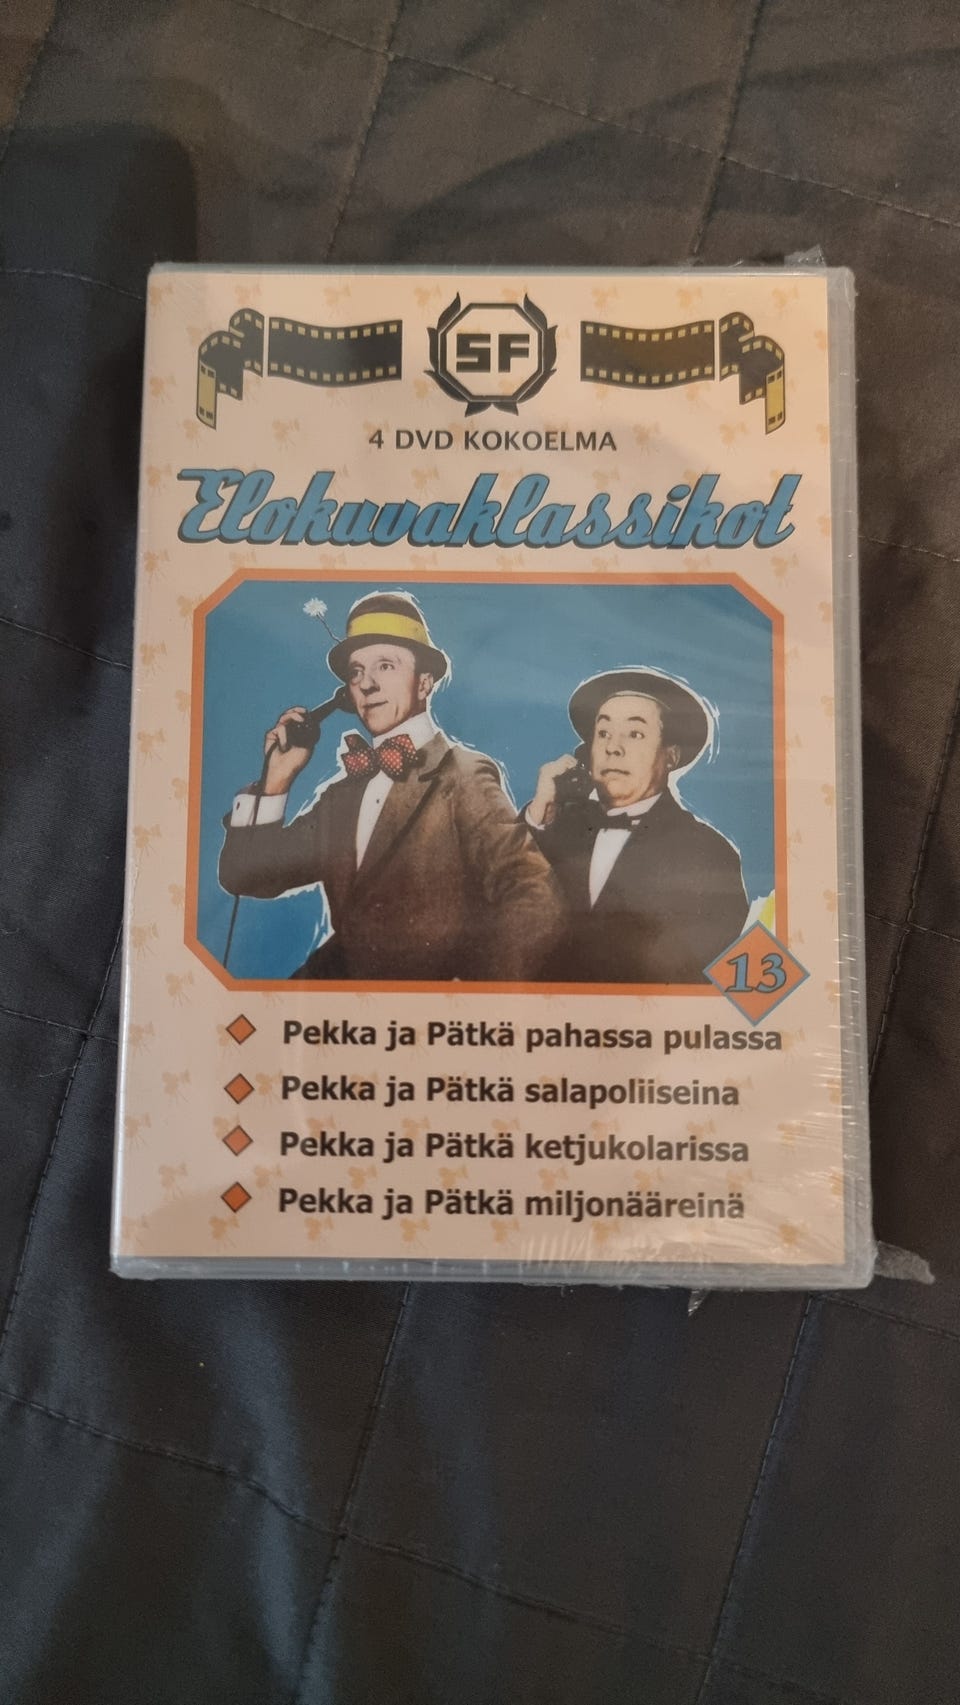 SF
4 DVD KOKOELMA
Elokuvaklassikot
13
Pekka ja Pätkä pahassa pulassa
Pekka ja Pätkä salapoliiseina
Pekka ja Pätkä ketjukolarissa
Pekka ja Pätkä miljonääreinä